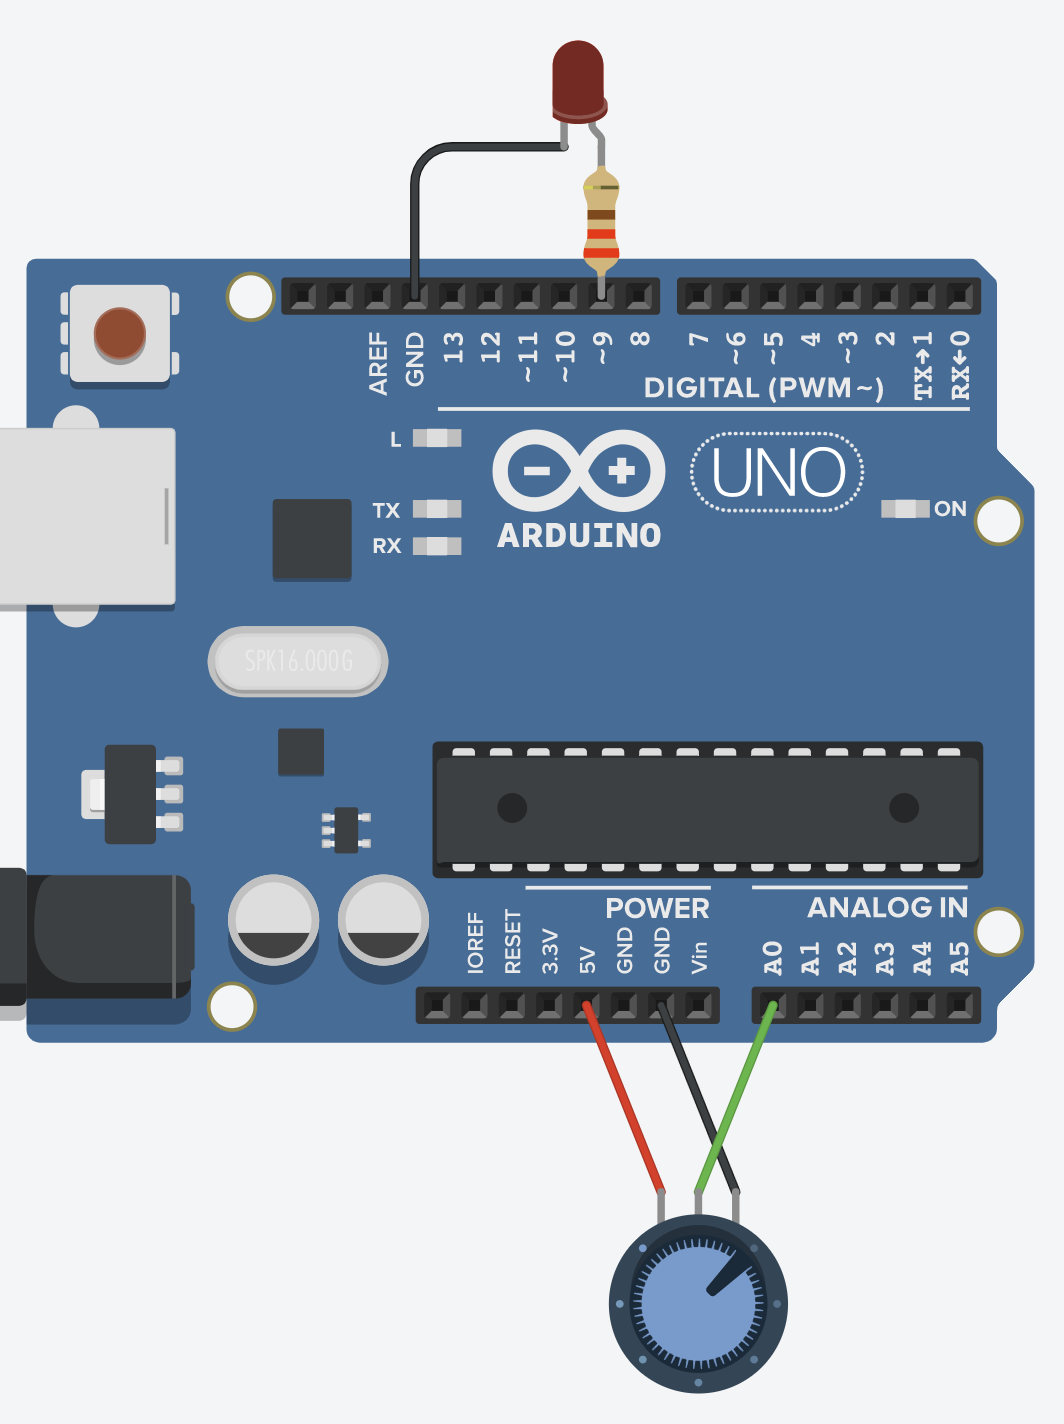 AREF
GND
13
12
~11
~10
~9
8
7
~6
~5
4
~3
2
TX→1
RX←0
DIGITAL (PWM~)
L
TX
RX
ARDUINO
UNO
ON
SPK16.000G
POWER
ANALOG IN
IOREF
RESET
3.3V
5V
GND
GND
Vin
A0
A1
A2
A3
A4
A5